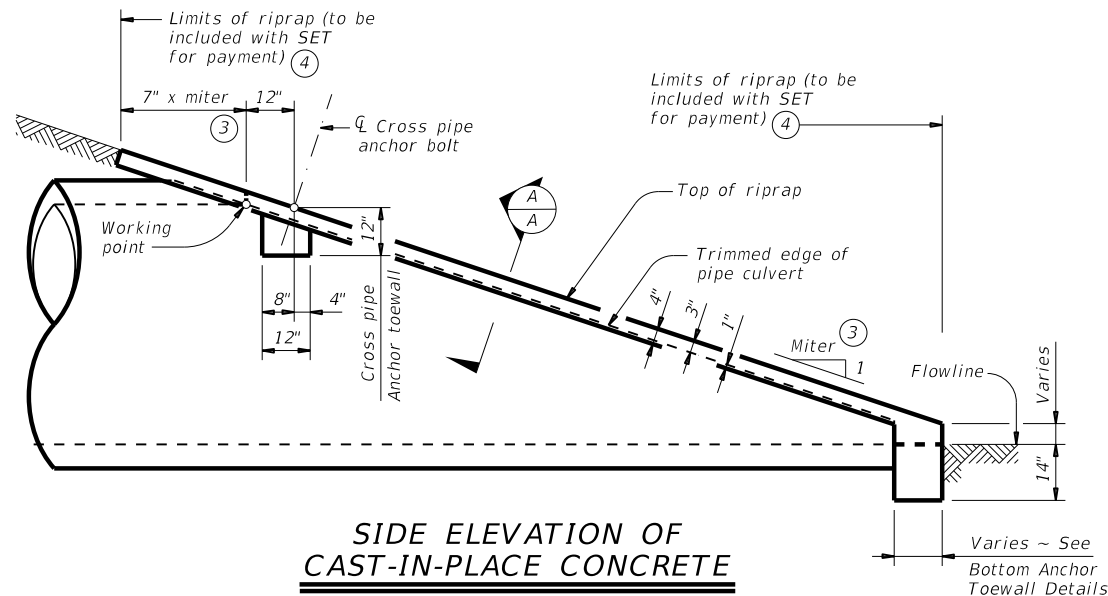 Limits of riprap (to be
included with SET
for payment) 4
7" x miter
12"
3
℄ Cross pipe
anchor bolt
Limits of riprap (to be
included with SET
for payment) 4
A
A
Top of riprap
Working
point
12"
Trimmed edge of
pipe culvert
8"
4"
12"
Cross pipe
Anchor toewall
4"
3"
1"
Miter 3
1
Flowline
Varies
14"
SIDE ELEVATION OF
CAST-IN-PLACE CONCRETE
Varies ~ See
Bottom Anchor
Toewall Details